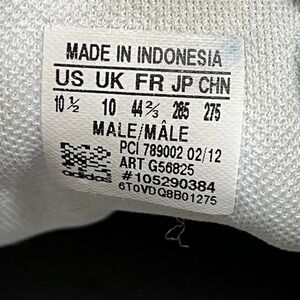 MADE IN INDONESIA
US UK FR JP CHN
10 ½ 10 44 ⅔ 285 275
MALE/MÂLE
PCI 789002 02/12
ART G56825
adidas #105290384
6T0VDQ8B01275